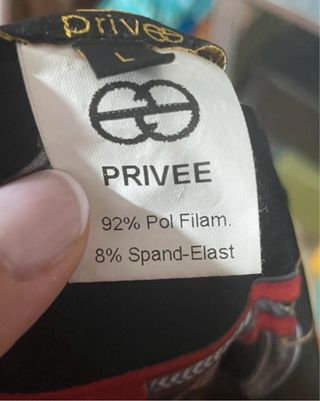 privee
L
PRIVEE
92% Pol Filam.
8% Spand-Elast